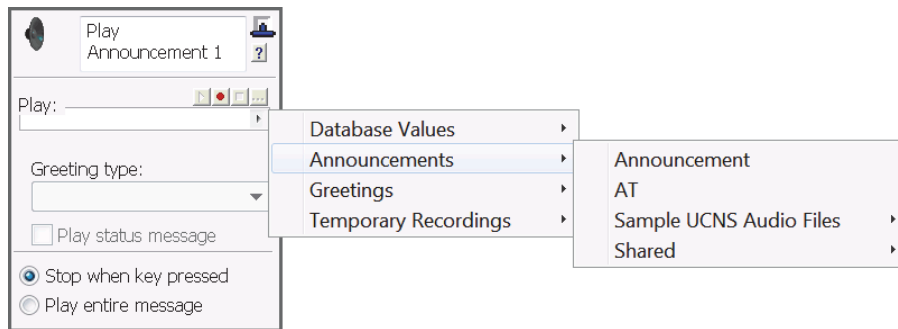 Play
Announcement 1
?
Play:
...
Greeting type:
Play status message
Stop when key pressed
Play entire message
Database Values
Announcements
Greetings
Temporary Recordings
Announcement
AT
Sample UCNS Audio Files
Shared